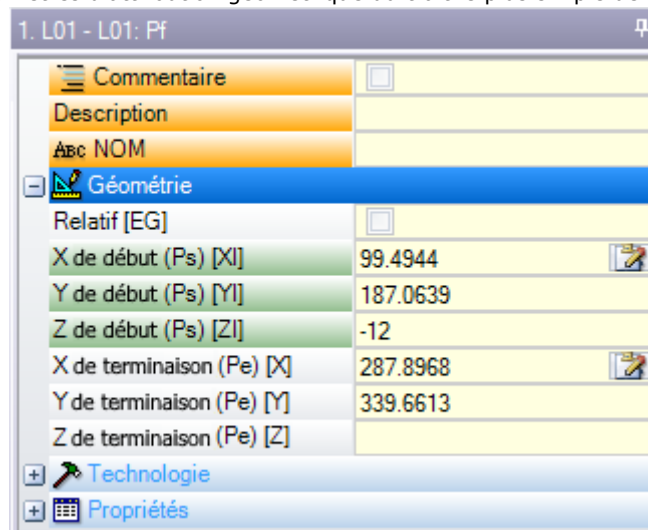 1. L01 - L01: Pf
Commentaire
Description
ABC NOM
Géométrie
Relatif [EG]
X de début (Ps) [XI] 99.4944
Y de début (Ps) [YI] 187.0639
Z de début (Ps) [ZI] -12
X de terminaison (Pe) [X] 287.8968
Y de terminaison (Pe) [Y] 339.6613
Z de terminaison (Pe) [Z]
Technologie
Propriétés